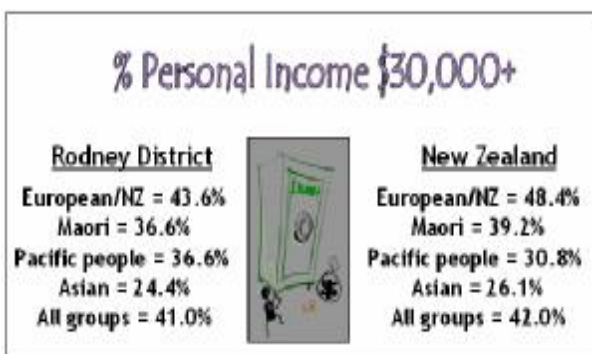 % Personal Income $30,000+
Rodney District
European/NZ = 43.6%
Maori = 36.6%
Pacific people = 36.6%
Asian = 24.4%
All groups = 41.0%
New Zealand
European/NZ = 48.4%
Maori = 39.2%
Pacific people = 30.8%
Asian = 26.1%
All groups = 42.0%